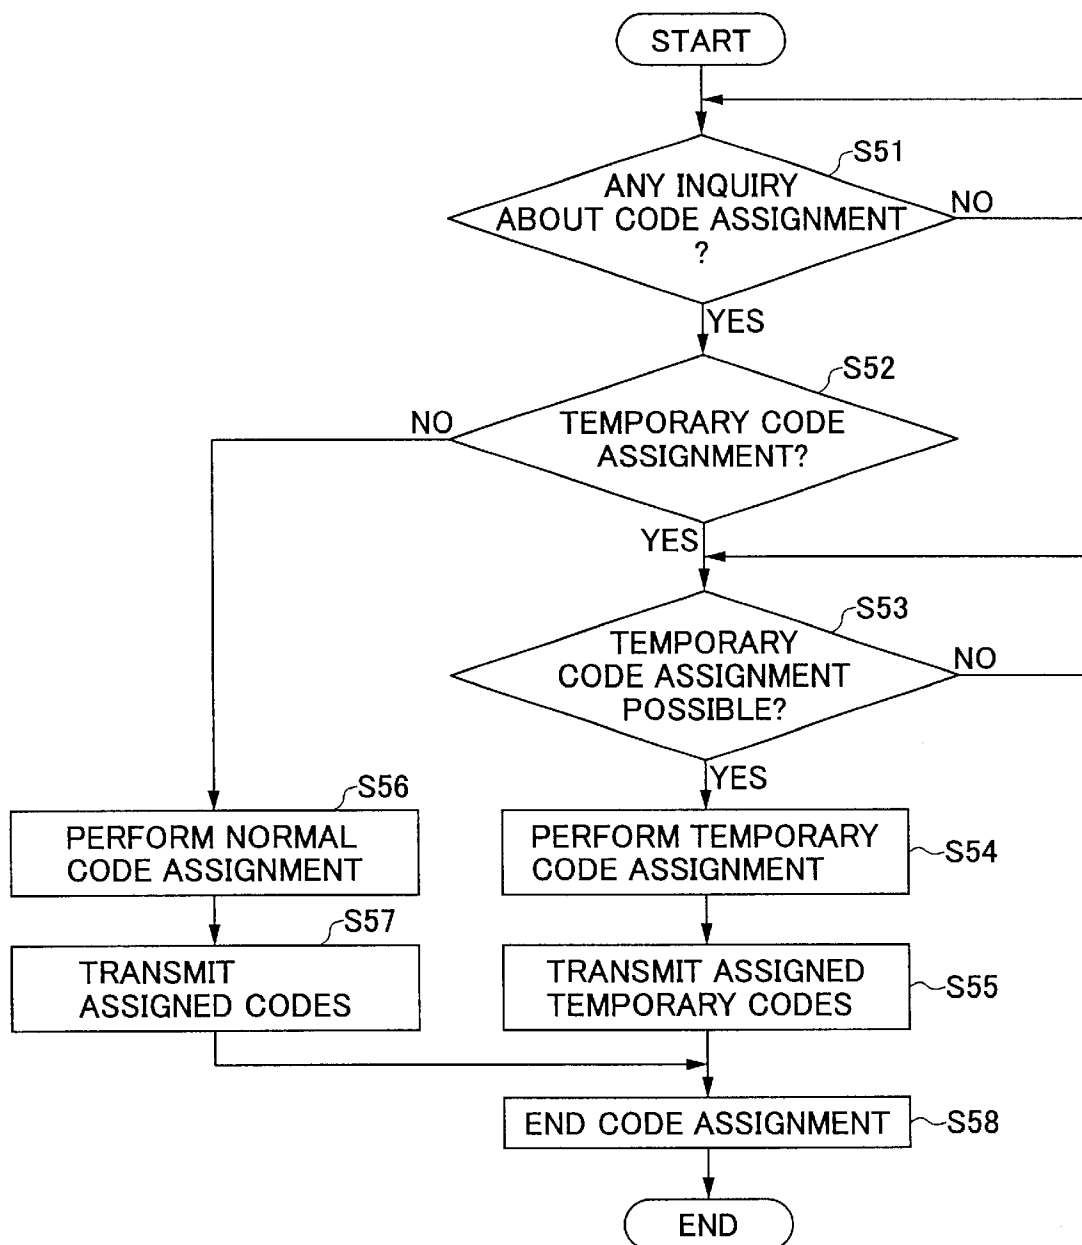 START
S51
ANY INQUIRY
ABOUT CODE ASSIGNMENT
?
NO
YES
S52
NO
TEMPORARY CODE
ASSIGNMENT?
YES
S53
TEMPORARY
CODE ASSIGNMENT
POSSIBLE?
NO
YES
S56
PERFORM NORMAL
CODE ASSIGNMENT
PERFORM TEMPORARY
CODE ASSIGNMENT
S54
S57
TRANSMIT
ASSIGNED CODES
TRANSMIT ASSIGNED
TEMPORARY CODES
S55
END CODE ASSIGNMENT
S58
END